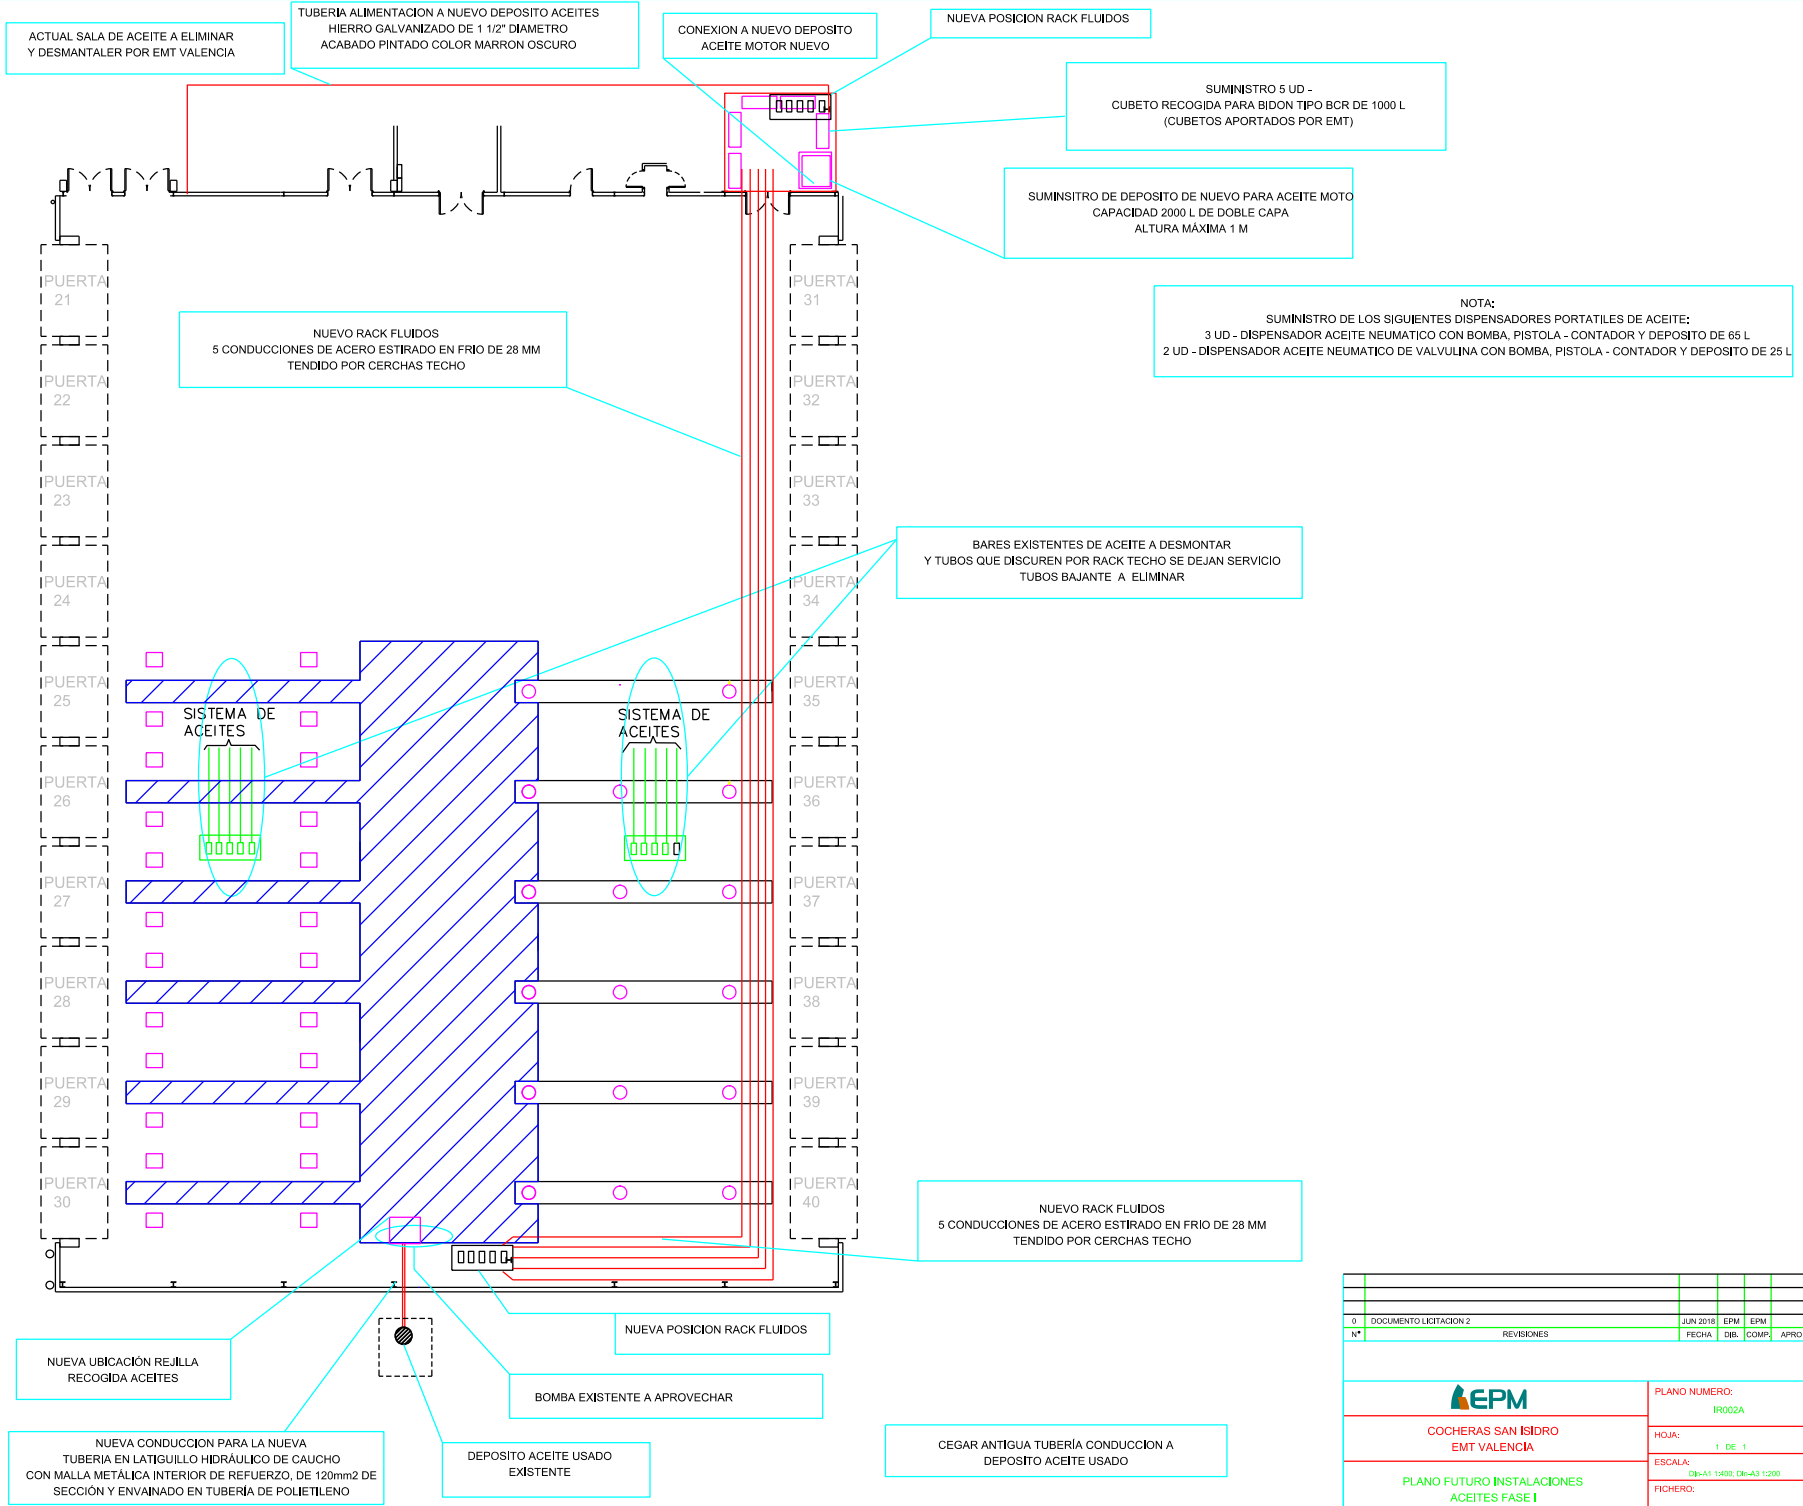 ACTUAL SALA DE ACEITE A ELIMINAR
Y DESMANTALER POR EMT VALENCIA
TUBERIA ALIMENTACION A NUEVO DEPOSITO ACEITES
HIERRO GALVANIZADO DE 1 1/2" DIAMETRO
ACABADO PINTADO COLOR MARRON OSCURO
CONEXION A NUEVO DEPOSITO
ACEITE MOTOR NUEVO
NUEVA POSICION RACK FLUIDOS
SUMINISTRO 5 UD -
CUBETO RECOGIDA PARA BIDON TIPO BCR DE 1000 L
(CUBETOS APORTADOS POR EMT)
SUMINSITRO DE DEPOSITO DE NUEVO PARA ACEITE MOTO
CAPACIDAD 2000 L DE DOBLE CAPA
ALTURA MÁXIMA 1 M
NOTA:
SUMINISTRO DE LOS SIGUIENTES DISPENSADORES PORTATILES DE ACEITE:
3 UD - DISPENSADOR ACEITE NEUMATICO CON BOMBA, PISTOLA - CONTADOR Y DEPOSITO DE 65 L
2 UD - DISPENSADOR ACEITE NEUMATICO DE VALVULINA CON BOMBA, PISTOLA - CONTADOR Y DEPOSITO DE 25 L
NUEVO RACK FLUIDOS
5 CONDUCCIONES DE ACERO ESTIRADO EN FRIO DE 28 MM
TENDIDO POR CERCHAS TECHO
BARES EXISTENTES DE ACEITE A DESMONTAR
Y TUBOS QUE DISCUREN POR RACK TECHO SE DEJAN SERVICIO
TUBOS BAJANTE A ELIMINAR
PUERTA
21
PUERTA
22
PUERTA
23
PUERTA
24
PUERTA
25
PUERTA
26
PUERTA
27
PUERTA
28
PUERTA
29
PUERTA
30
PUERTA
31
PUERTA
32
PUERTA
33
PUERTA
34
PUERTA
35
PUERTA
36
PUERTA
37
PUERTA
38
PUERTA
39
PUERTA
40
SISTEMA DE
ACEITES
SISTEMA DE
ACEITES
NUEVO RACK FLUIDOS
5 CONDUCCIONES DE ACERO ESTIRADO EN FRIO DE 28 MM
TENDIDO POR CERCHAS TECHO
NUEVA POSICION RACK FLUIDOS
NUEVA UBICACIÓN REJILLA
RECOGIDA ACEITES
BOMBA EXISTENTE A APROVECHAR
NUEVA CONDUCCION PARA LA NUEVA
TUBERIA EN LATIGUILLO HIDRÁULICO DE CAUCHO
CON MALLA METÁLICA INTERIOR DE REFUERZO, DE 120mm2 DE
SECCIÓN Y ENVAINADO EN TUBERÍA DE POLIETILENO
DEPOSITO ACEITE USADO
EXISTENTE
CEGAR ANTIGUA TUBERÍA CONDUCCION A
DEPOSITO ACEITE USADO
0 DOCUMENTO LICITACION 2 JUN 2018 EPM EPM
Nº REVISIONES FECHA DIB. COMP. APRO
EPM
COCHERAS SAN ISIDRO
EMT VALENCIA
PLANO FUTURO INSTALACIONES
ACEITES FASE I
PLANO NUMERO:
IR002A
HOJA:
1 DE 1
ESCALA:
Din-A1 1:400; Din-A3 1:200
FICHERO: